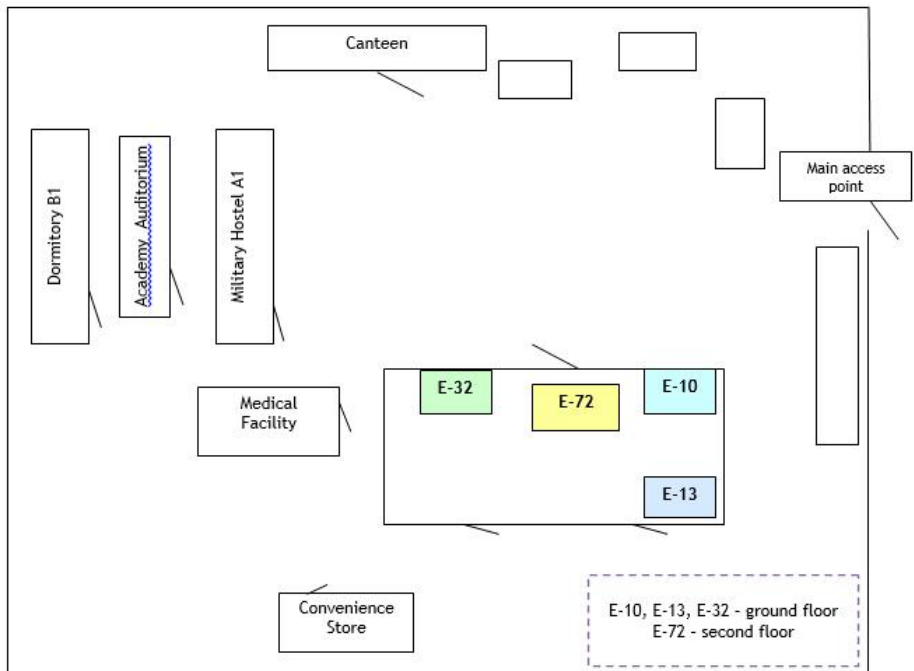 Canteen
Main access
point
Dormitory B1
Academy Auditorium
Military Hostel A1
E-32
E-72
E-10
Medical
Facility
E-13
Convenience
Store
E-10, E-13, E-32 - ground floor
E-72 - second floor